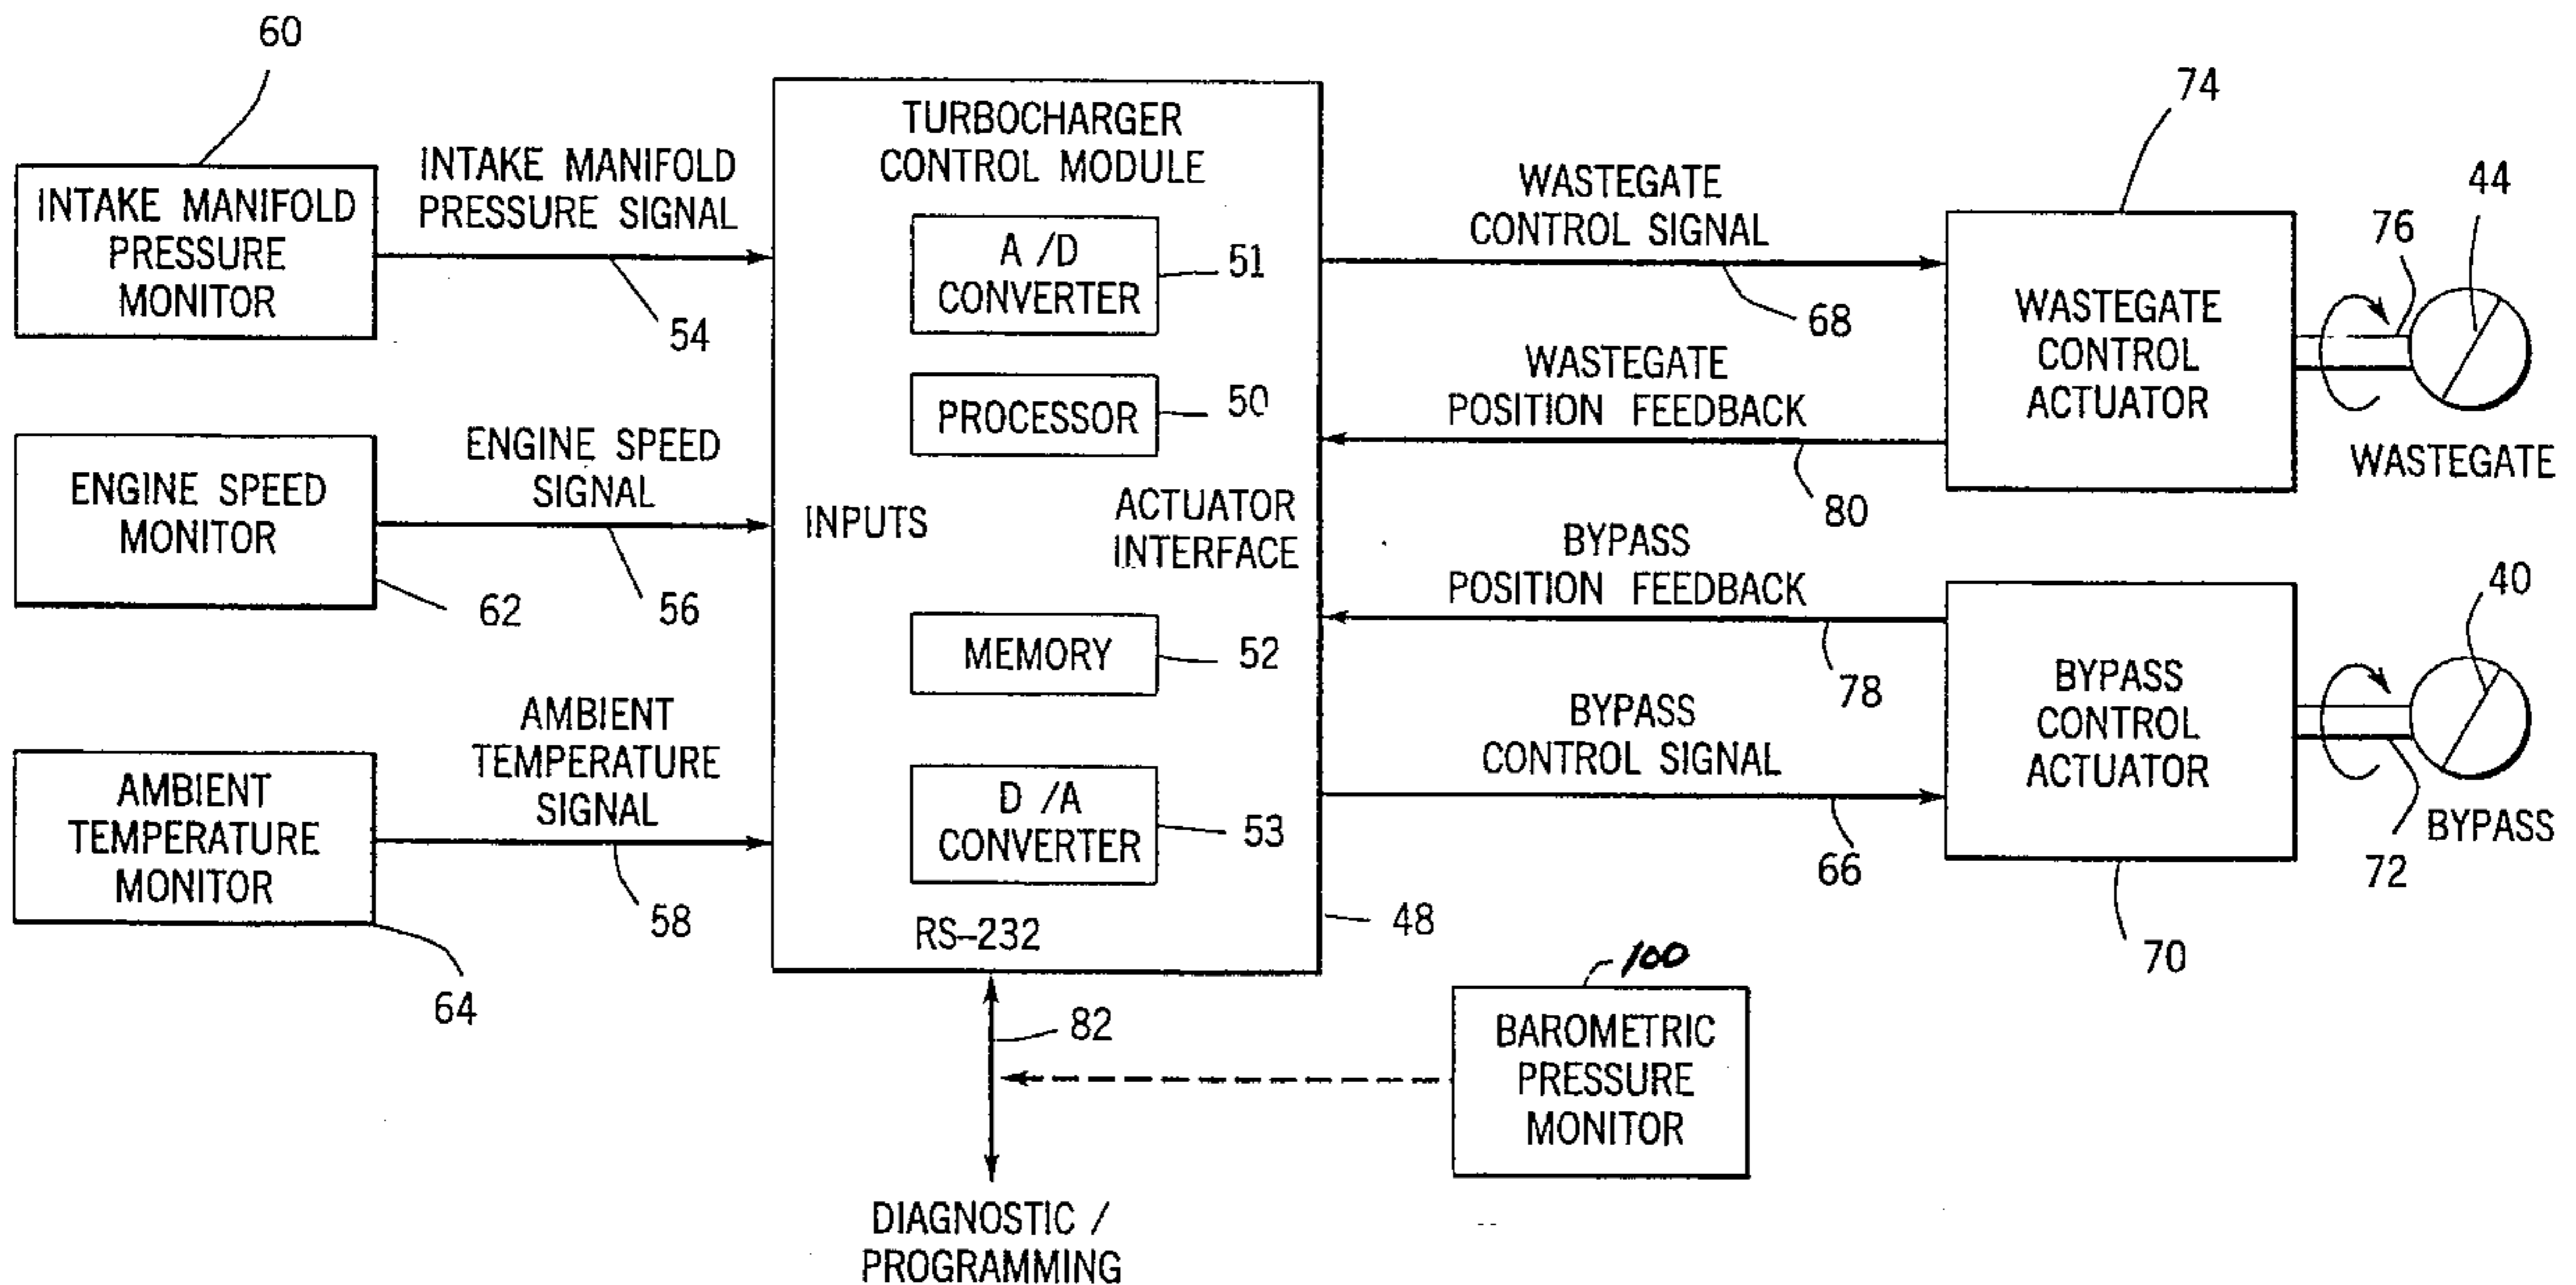 60
INTAKE MANIFOLD
PRESSURE
MONITOR
INTAKE MANIFOLD
PRESSURE SIGNAL
54
ENGINE SPEED
MONITOR
62
ENGINE SPEED
SIGNAL
56
AMBIENT
TEMPERATURE
MONITOR
64
AMBIENT
TEMPERATURE
SIGNAL
58
TURBOCHARGER
CONTROL MODULE
A/D
CONVERTER
51
PROCESSOR
50
INPUTS
ACTUATOR
INTERFACE
MEMORY
52
D/A
CONVERTER
53
RS-232
48
82
DIAGNOSTIC /
PROGRAMMING
100
BAROMETRIC
PRESSURE
MONITOR
WASTEGATE
CONTROL SIGNAL
68
WASTEGATE
POSITION FEEDBACK
80
BYPASS
POSITION FEEDBACK
78
BYPASS
CONTROL SIGNAL
66
74
WASTEGATE
CONTROL
ACTUATOR
76
44
WASTEGATE
BYPASS
CONTROL
ACTUATOR
70
40
72
BYPASS